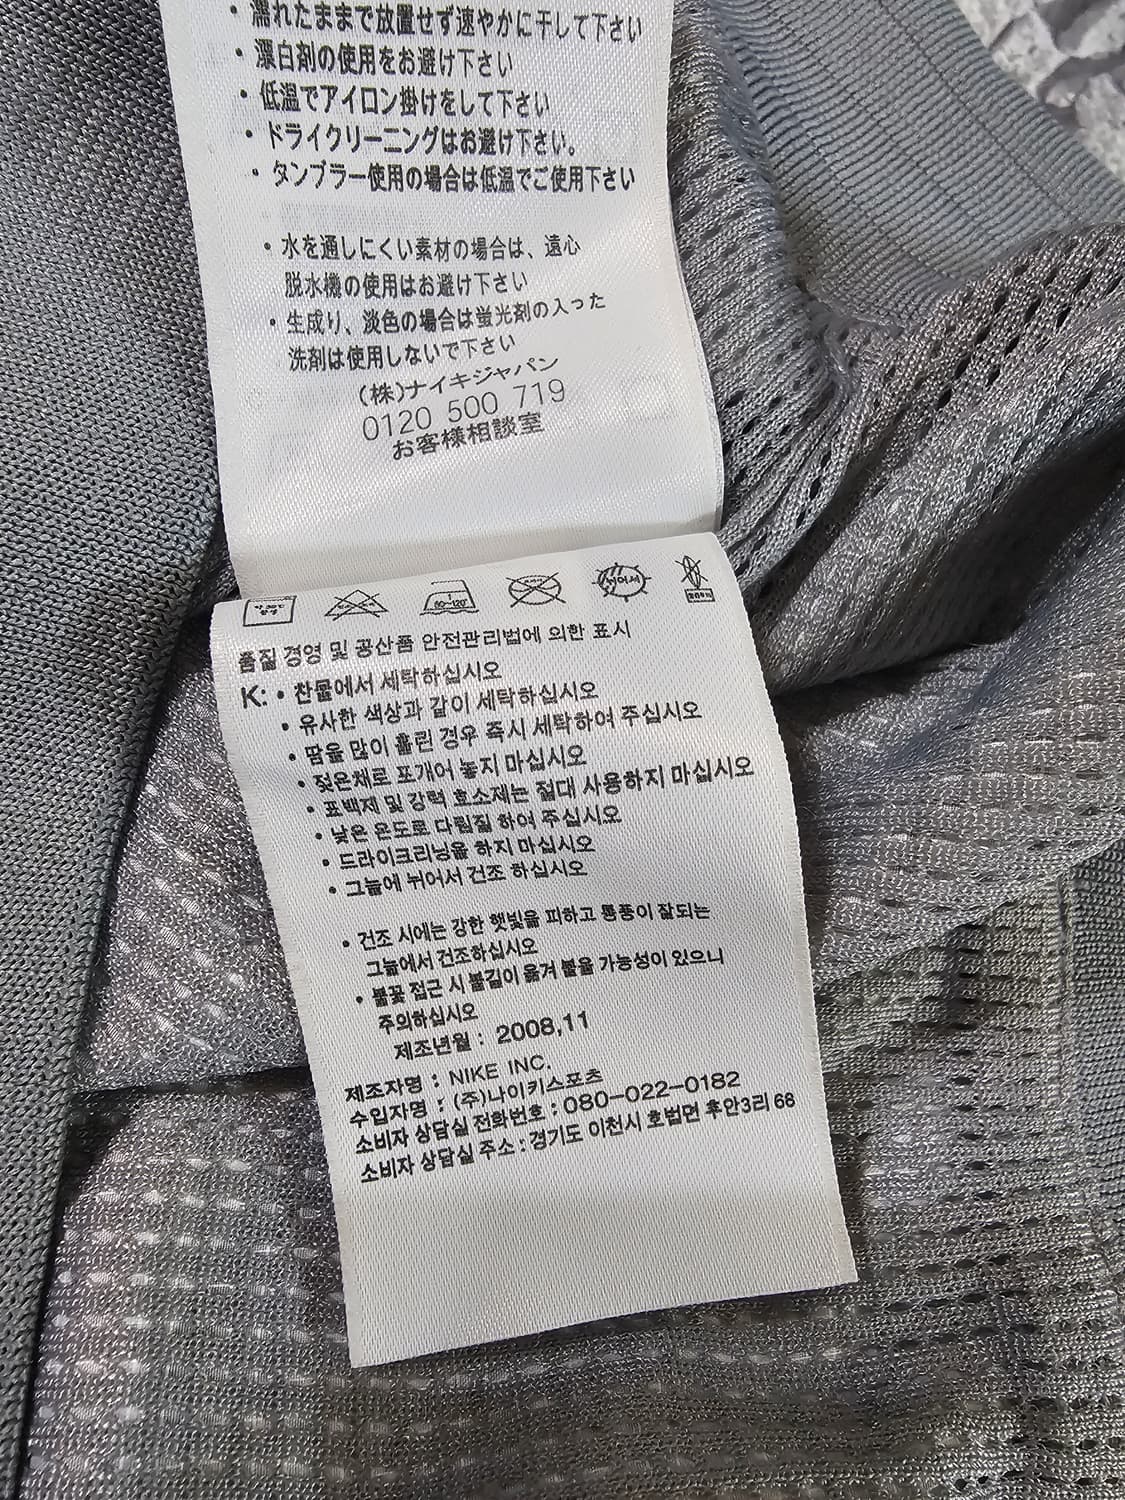 • 濡れたままで放置せず速やかに干して下さい
• 漂白剤の使用をお避け下さい
• 低温でアイロン掛けをして下さい
• ドライクリーニングはお避け下さい。
• タンブラー使用の場合は低温でご使用下さい
• 水を通しにくい素材の場合は、遠心
脱水機の使用はお避け下さい
• 生成り、淡色の場合は蛍光剤の入った
洗剤は使用しないで下さい
(株)ナイキジャパン
0120 500 719
お客様相談室
80~120°
뉘어서
품질 경영 및 공산품 안전관리법에 의한 표시
K: • 찬물에서 세탁하십시오
• 유사한 색상과 같이 세탁하십시오
• 땀을 많이 흘린 경우 즉시 세탁하여 주십시오
• 젖은채로 포개어 놓지 마십시오
• 표백제 및 강력 효소제는 절대 사용하지 마십시오
• 낮은 온도로 다림질 하여 주십시오
• 드라이크리닝을 하지 마십시오
• 그늘에 뉘어서 건조 하십시오
• 건조 시에는 강한 햇빛을 피하고 통풍이 잘되는
그늘에서 건조하십시오
• 불꽃 접근 시 불길이 옮겨 붙을 가능성이 있으니
주의하십시오
제조년월 : 2008.11
제조자명 : NIKE INC.
수입자명 : (주)나이키스포츠
소비자 상담실 전화번호 : 080-022-0182
소비자 상담실 주소 : 경기도 이천시 호법면 후안3리 68